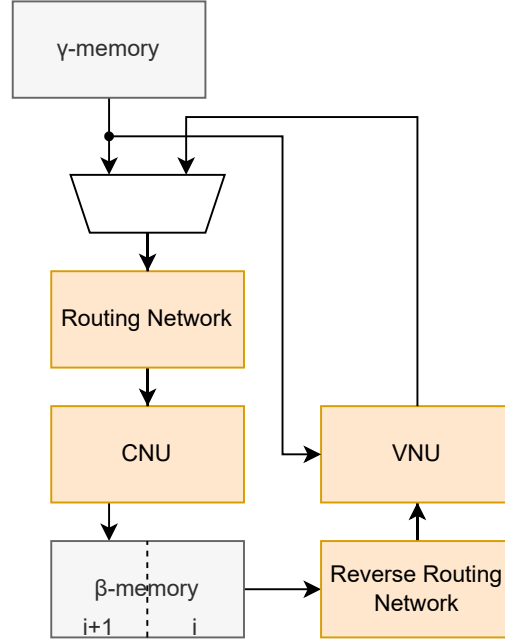 γ-memory
Routing Network
CNU
VNU
β-memory
i+1
i
Reverse Routing
Network